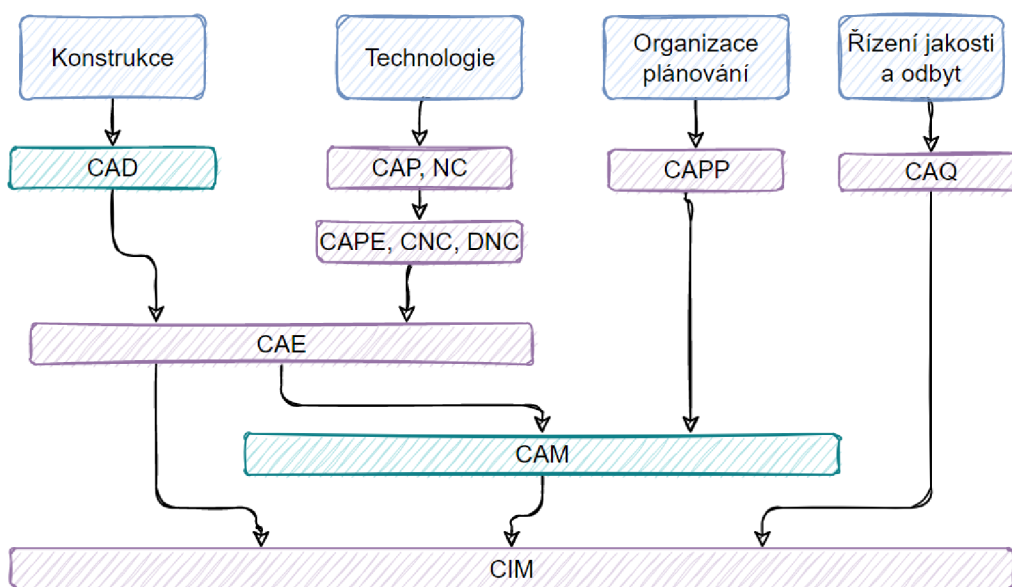 Konstrukce
Technologie
Organizace
plánování
Řízení jakosti
a odbyt
CAD
CAP, NC
CAPP
CAQ
CAPE, CNC, DNC
CAE
CAM
CIM